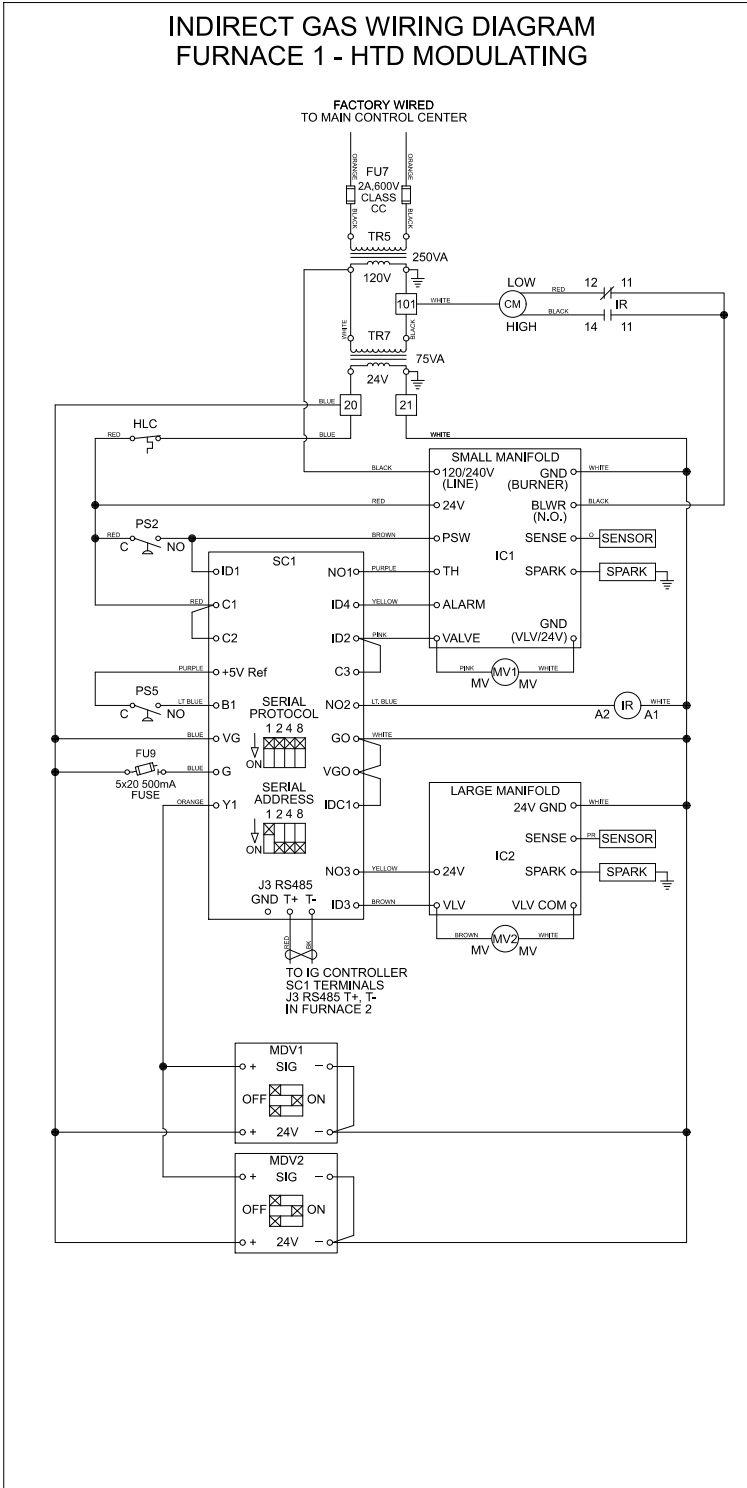 INDIRECT GAS WIRING DIAGRAM
FURNACE 1 - HTD MODULATING
FACTORY WIRED
TO MAIN CONTROL CENTER
ORANGE
ORANGE
FU7
2A,600V
CLASS
CC
BLACK
BLACK
TR5
250VA
120V
101
WHITE
LOW
RED
12
11
CM
IR
HIGH
BLACK
14
11
WHITE
TR7
BLACK
75VA
24V
BLUE
20
21
HLC
RED
BLUE
WHITE
SMALL MANIFOLD
BLACK
120/240V
(LINE)
GND
(BURNER)
WHITE
RED
24V
BLWR
(N.O.)
BLACK
RED
PS2
C
NO
BROWN
PSW
IC1
SENSE
O
SENSOR
SC1
ID1
NO1
PURPLE
TH
SPARK
SPARK
RED
C1
ID4
YELLOW
ALARM
C2
ID2
PINK
VALVE
GND
(VLV/24V)
PURPLE
+5V Ref
C3
PINK
MV
MV1
WHITE
MV
PS5
C
NO
LT BLUE
B1
SERIAL
PROTOCOL
1 2 4 8
ON
NO2
LT. BLUE
A2
IR
WHITE
A1
BLUE
VG
GO
WHITE
FU9
5x20 500mA
FUSE
BLUE
G
VGO
ORANGE
Y1
SERIAL
ADDRESS
1 2 4 8
ON
IDC1
LARGE MANIFOLD
24V GND
WHITE
SENSE
PR
SENSOR
IC2
NO3
YELLOW
24V
SPARK
SPARK
J3 RS485
GND T+ T-
ID3
BROWN
VLV
VLV COM
RED
BK
BROWN
MV
MV2
WHITE
MV
TO IG CONTROLLER
SC1 TERMINALS
J3 RS485 T+, T-
IN FURNACE 2
MDV1
+ SIG −
OFF
ON
+ 24V −
MDV2
+ SIG −
OFF
ON
+ 24V −